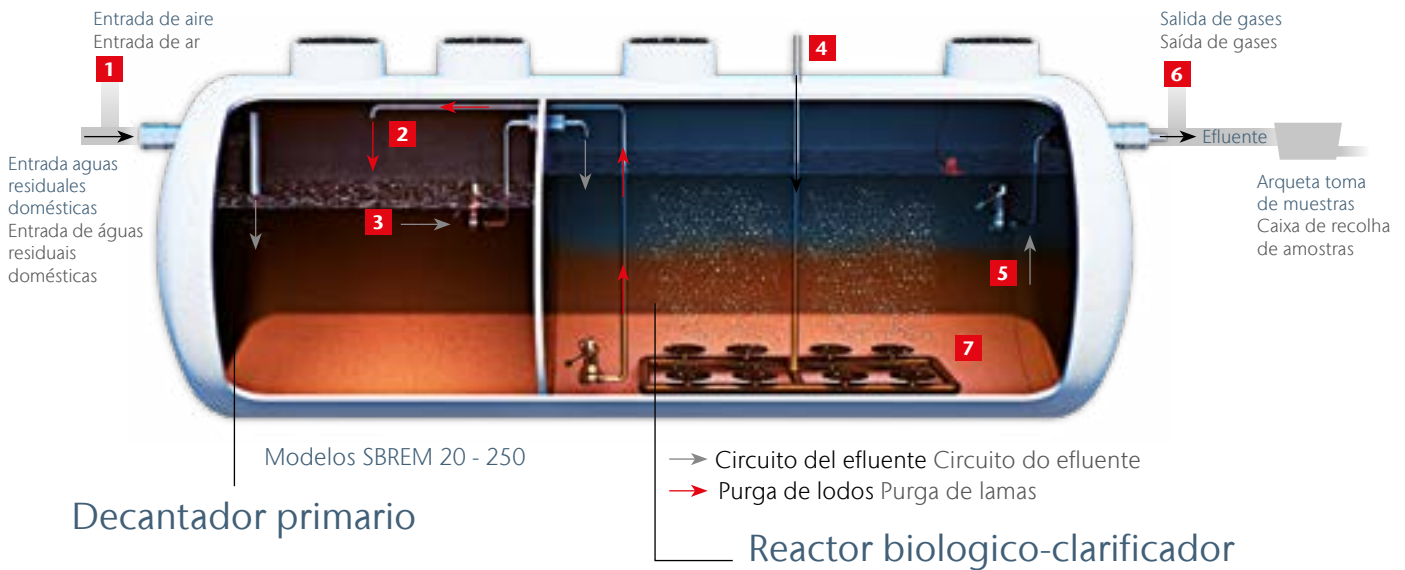 Entrada de aire
Entrada de ar
1
Entrada aguas
residuales
domésticas
Entrada de águas
residuais
domésticas
2
3
4
5
6
7
Salida de gases
Saída de gases
Efluente
Arqueta toma
de muestras
Caixa de recolha
de amostras
Modelos SBREM 20 - 250
Decantador primario
Circuito del efluente Circuito do efluente
Purga de lodos Purga de lamas
Reactor biologico-clarificador